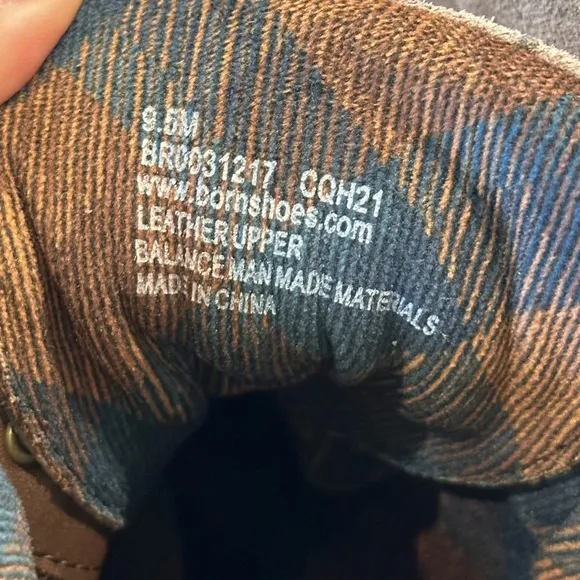 9.5M
BR0031217 CQH21
www.bornshoes.com
LEATHER UPPER
BALANCE MAN MADE MATERIALS
MADE IN CHINA